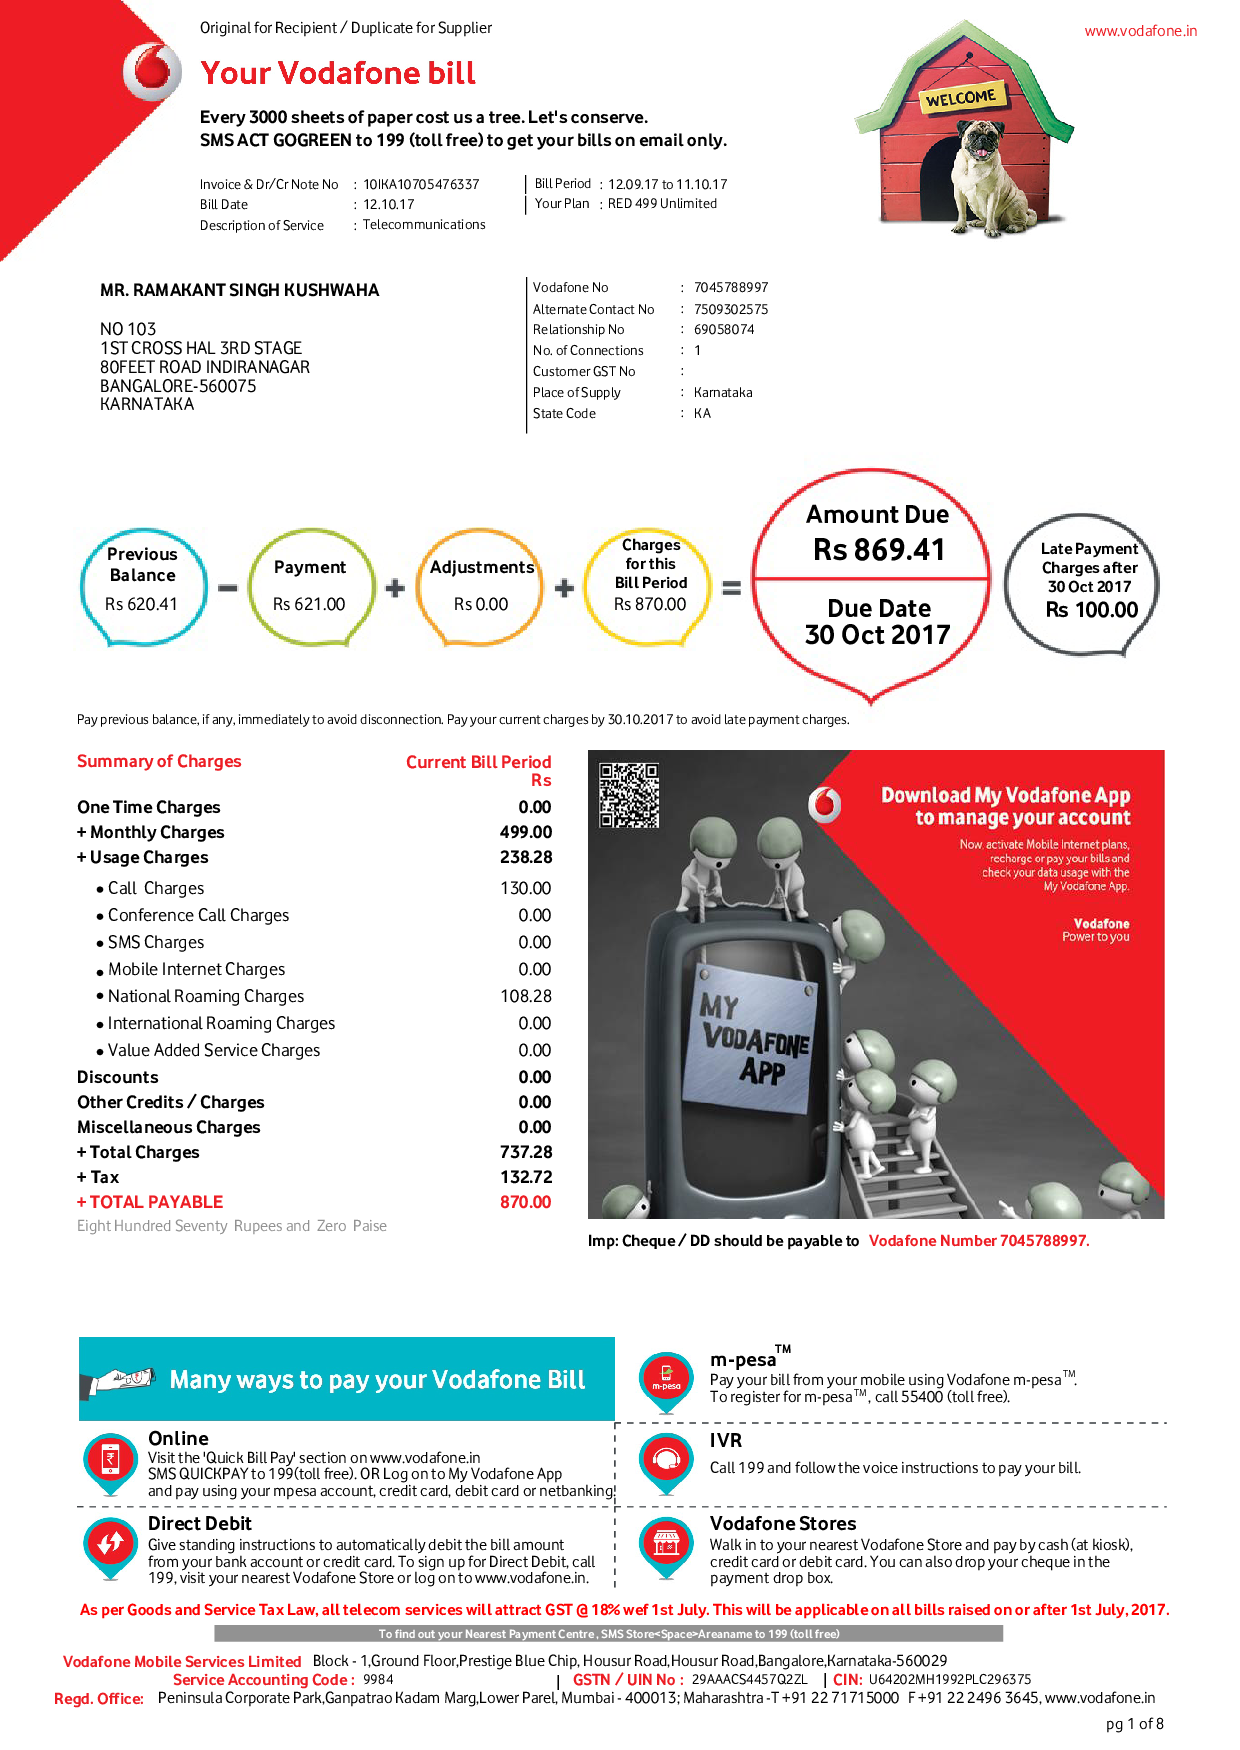 Original for Recipient / Duplicate for Supplier
www.vodafone.in
Your Vodafone bill
Every 3000 sheets of paper cost us a tree. Let's conserve.
SMS ACT GOGREEN to 199 (toll free) to get your bills on email only.
WELCOME
Invoice & Dr/Cr Note No : 10IKA10705476337
Bill Date : 12.10.17
Description of Service : Telecommunications
Bill Period : 12.09.17 to 11.10.17
Your Plan : RED 499 Unlimited
MR. RAMAKANT SINGH KUSHWAHA
NO 103
1ST CROSS HAL 3RD STAGE
80FEET ROAD INDIRANAGAR
BANGALORE-560075
KARNATAKA
Vodafone No : 7045788997
Alternate Contact No : 7509302575
Relationship No : 69058074
No. of Connections : 1
Customer GST No :
Place of Supply : Karnataka
State Code : KA
Previous
Balance
Rs 620.41
Payment
Rs 621.00
Adjustments
Rs 0.00
Charges
for this
Bill Period
Rs 870.00
Amount Due
Rs 869.41
Due Date
30 Oct 2017
Late Payment
Charges after
30 Oct 2017
Rs 100.00
Pay previous balance, if any, immediately to avoid disconnection. Pay your current charges by 30.10.2017 to avoid late payment charges.
Summary of Charges Current Bill Period
Rs
One Time Charges 0.00
+ Monthly Charges 499.00
+ Usage Charges 238.28
• Call Charges 130.00
• Conference Call Charges 0.00
• SMS Charges 0.00
• Mobile Internet Charges 0.00
• National Roaming Charges 108.28
• International Roaming Charges 0.00
• Value Added Service Charges 0.00
Discounts 0.00
Other Credits / Charges 0.00
Miscellaneous Charges 0.00
+ Total Charges 737.28
+ Tax 132.72
+ TOTAL PAYABLE 870.00
Eight Hundred Seventy Rupees and Zero Paise
Download My Vodafone App
to manage your account
Now, activate Mobile Internet plans,
recharge or pay your bills and
check your data usage with the
My Vodafone App.
Vodafone
Power to you
MY
VODAFONE
APP
Imp: Cheque / DD should be payable to Vodafone Number 7045788997.
Many ways to pay your Vodafone Bill
m-pesa
m-pesa™
Pay your bill from your mobile using Vodafone m-pesa™.
To register for m-pesa™, call 55400 (toll free).
Online
Visit the 'Quick Bill Pay' section on www.vodafone.in
SMS QUICKPAY to 199(toll free). OR Log on to My Vodafone App
and pay using your mpesa account, credit card, debit card or netbanking.
IVR
Call 199 and follow the voice instructions to pay your bill.
Direct Debit
Give standing instructions to automatically debit the bill amount
from your bank account or credit card. To sign up for Direct Debit, call
199, visit your nearest Vodafone Store or log on to www.vodafone.in.
Vodafone Stores
Walk in to your nearest Vodafone Store and pay by cash (at kiosk),
credit card or debit card. You can also drop your cheque in the
payment drop box.
As per Goods and Service Tax Law, all telecom services will attract GST @ 18% wef 1st July. This will be applicable on all bills raised on or after 1st July, 2017.
To find out your Nearest Payment Centre, SMS Store<Space>Areaname to 199 (toll free)
Vodafone Mobile Services Limited Block - 1,Ground Floor,Prestige Blue Chip, Housur Road,Housur Road,Bangalore,Karnataka-560029
Service Accounting Code : 9984 | GSTN / UIN No : 29AAACS4457Q2ZL | CIN: U64202MH1992PLC296375
Regd. Office: Peninsula Corporate Park,Ganpatrao Kadam Marg,Lower Parel, Mumbai - 400013; Maharashtra -T +91 22 71715000 F +91 22 2496 3645, www.vodafone.in
pg 1 of 8